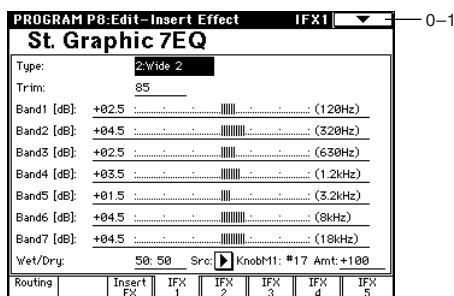 PROGRAM P8:Edit-Insert Effect IFX1 0–1
St. Graphic 7EQ
Type: 2:Wide 2
Trim: 85
Band1 [dB]: +02.5 (120Hz)
Band2 [dB]: +04.5 (320Hz)
Band3 [dB]: +02.5 (630Hz)
Band4 [dB]: +03.5 (1.2kHz)
Band5 [dB]: +01.5 (3.2kHz)
Band6 [dB]: +04.5 (8kHz)
Band7 [dB]: +04.5 (18kHz)
Wet/Dry: 50: 50 Src: KnobM1: #17 Amt: +100
Routing Insert FX IFX 1 IFX 2 IFX 3 IFX 4 IFX 5